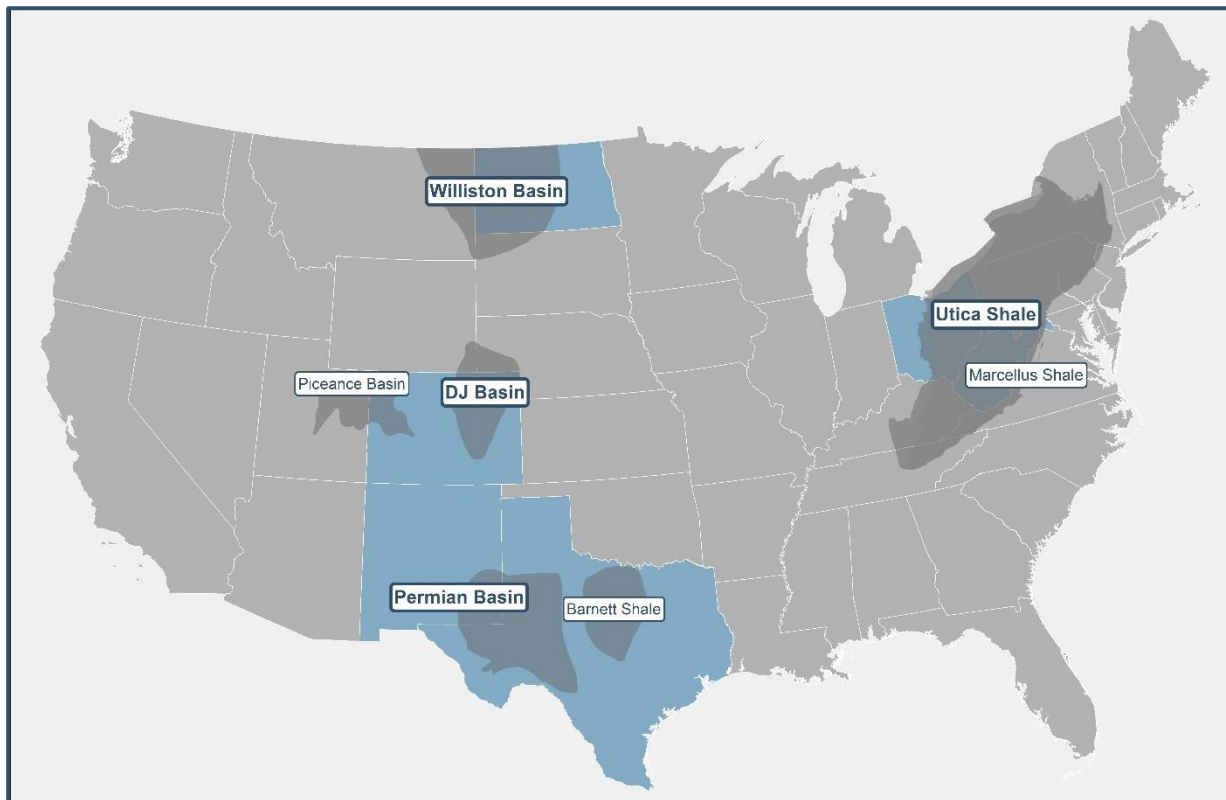 Williston Basin
Utica Shale
Marcellus Shale
Piceance Basin
DJ Basin
Permian Basin
Barnett Shale